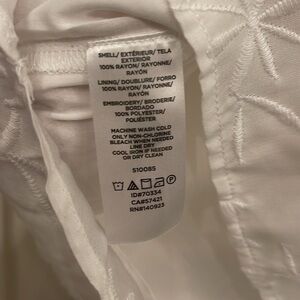 SHELL/ EXTÉRIEUR/ TELA
EXTERIOR
100% RAYON/ RAYONNE/
RAYÓN
LINING/ DOUBLURE/ FORRO
100% RAYON/ RAYONNE/
RAYÓN
EMBROIDERY/ BRODERIE/
BORDADO
100% POLYESTER/
POLIÉSTER
MACHINE WASH COLD
ONLY NON-CHLORINE
BLEACH WHEN NEEDED
LINE DRY
COOL IRON IF NEEDED
OR DRY CLEAN
S10085
P
ID#70334
CA#57421
RN#140923